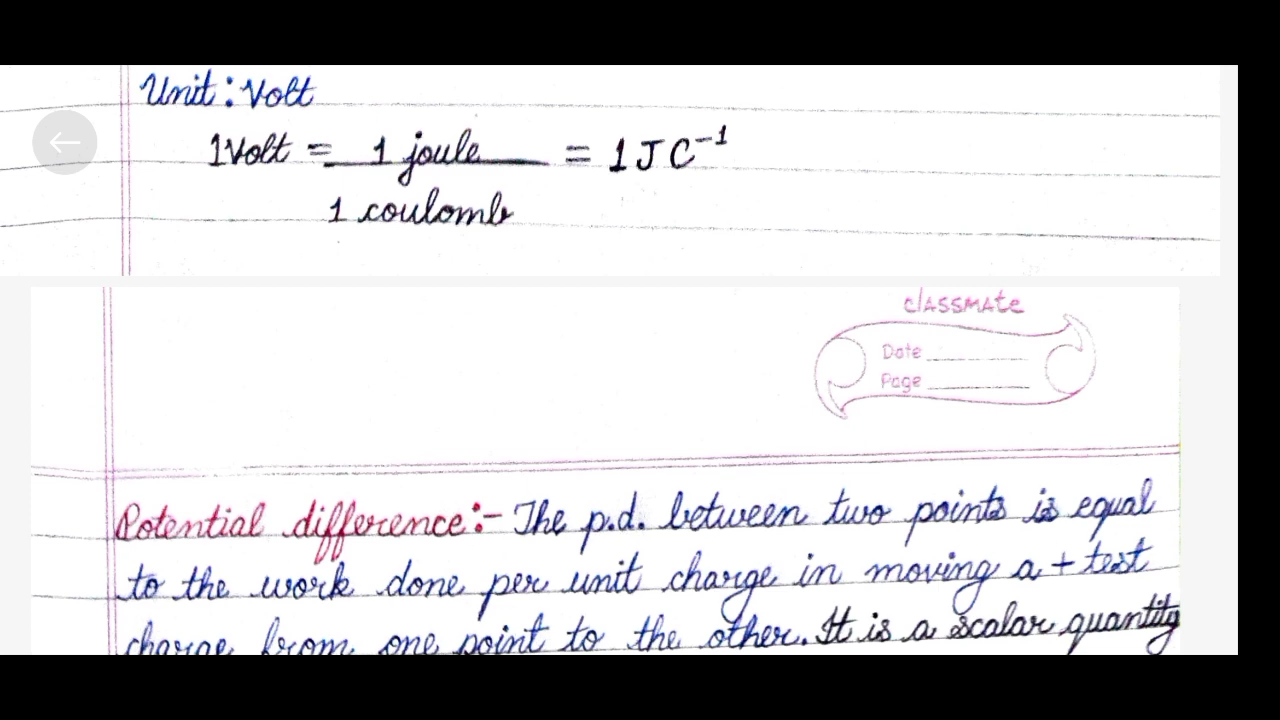 Unit: Volt
1 Volt = 1 joule = 1 J C⁻¹
1 coulomb
classmate
Date
Page
Potential difference:- The p.d. between two points is equal
to the work done per unit charge in moving a + test
charge from one point to the other. It is a scalar quantity